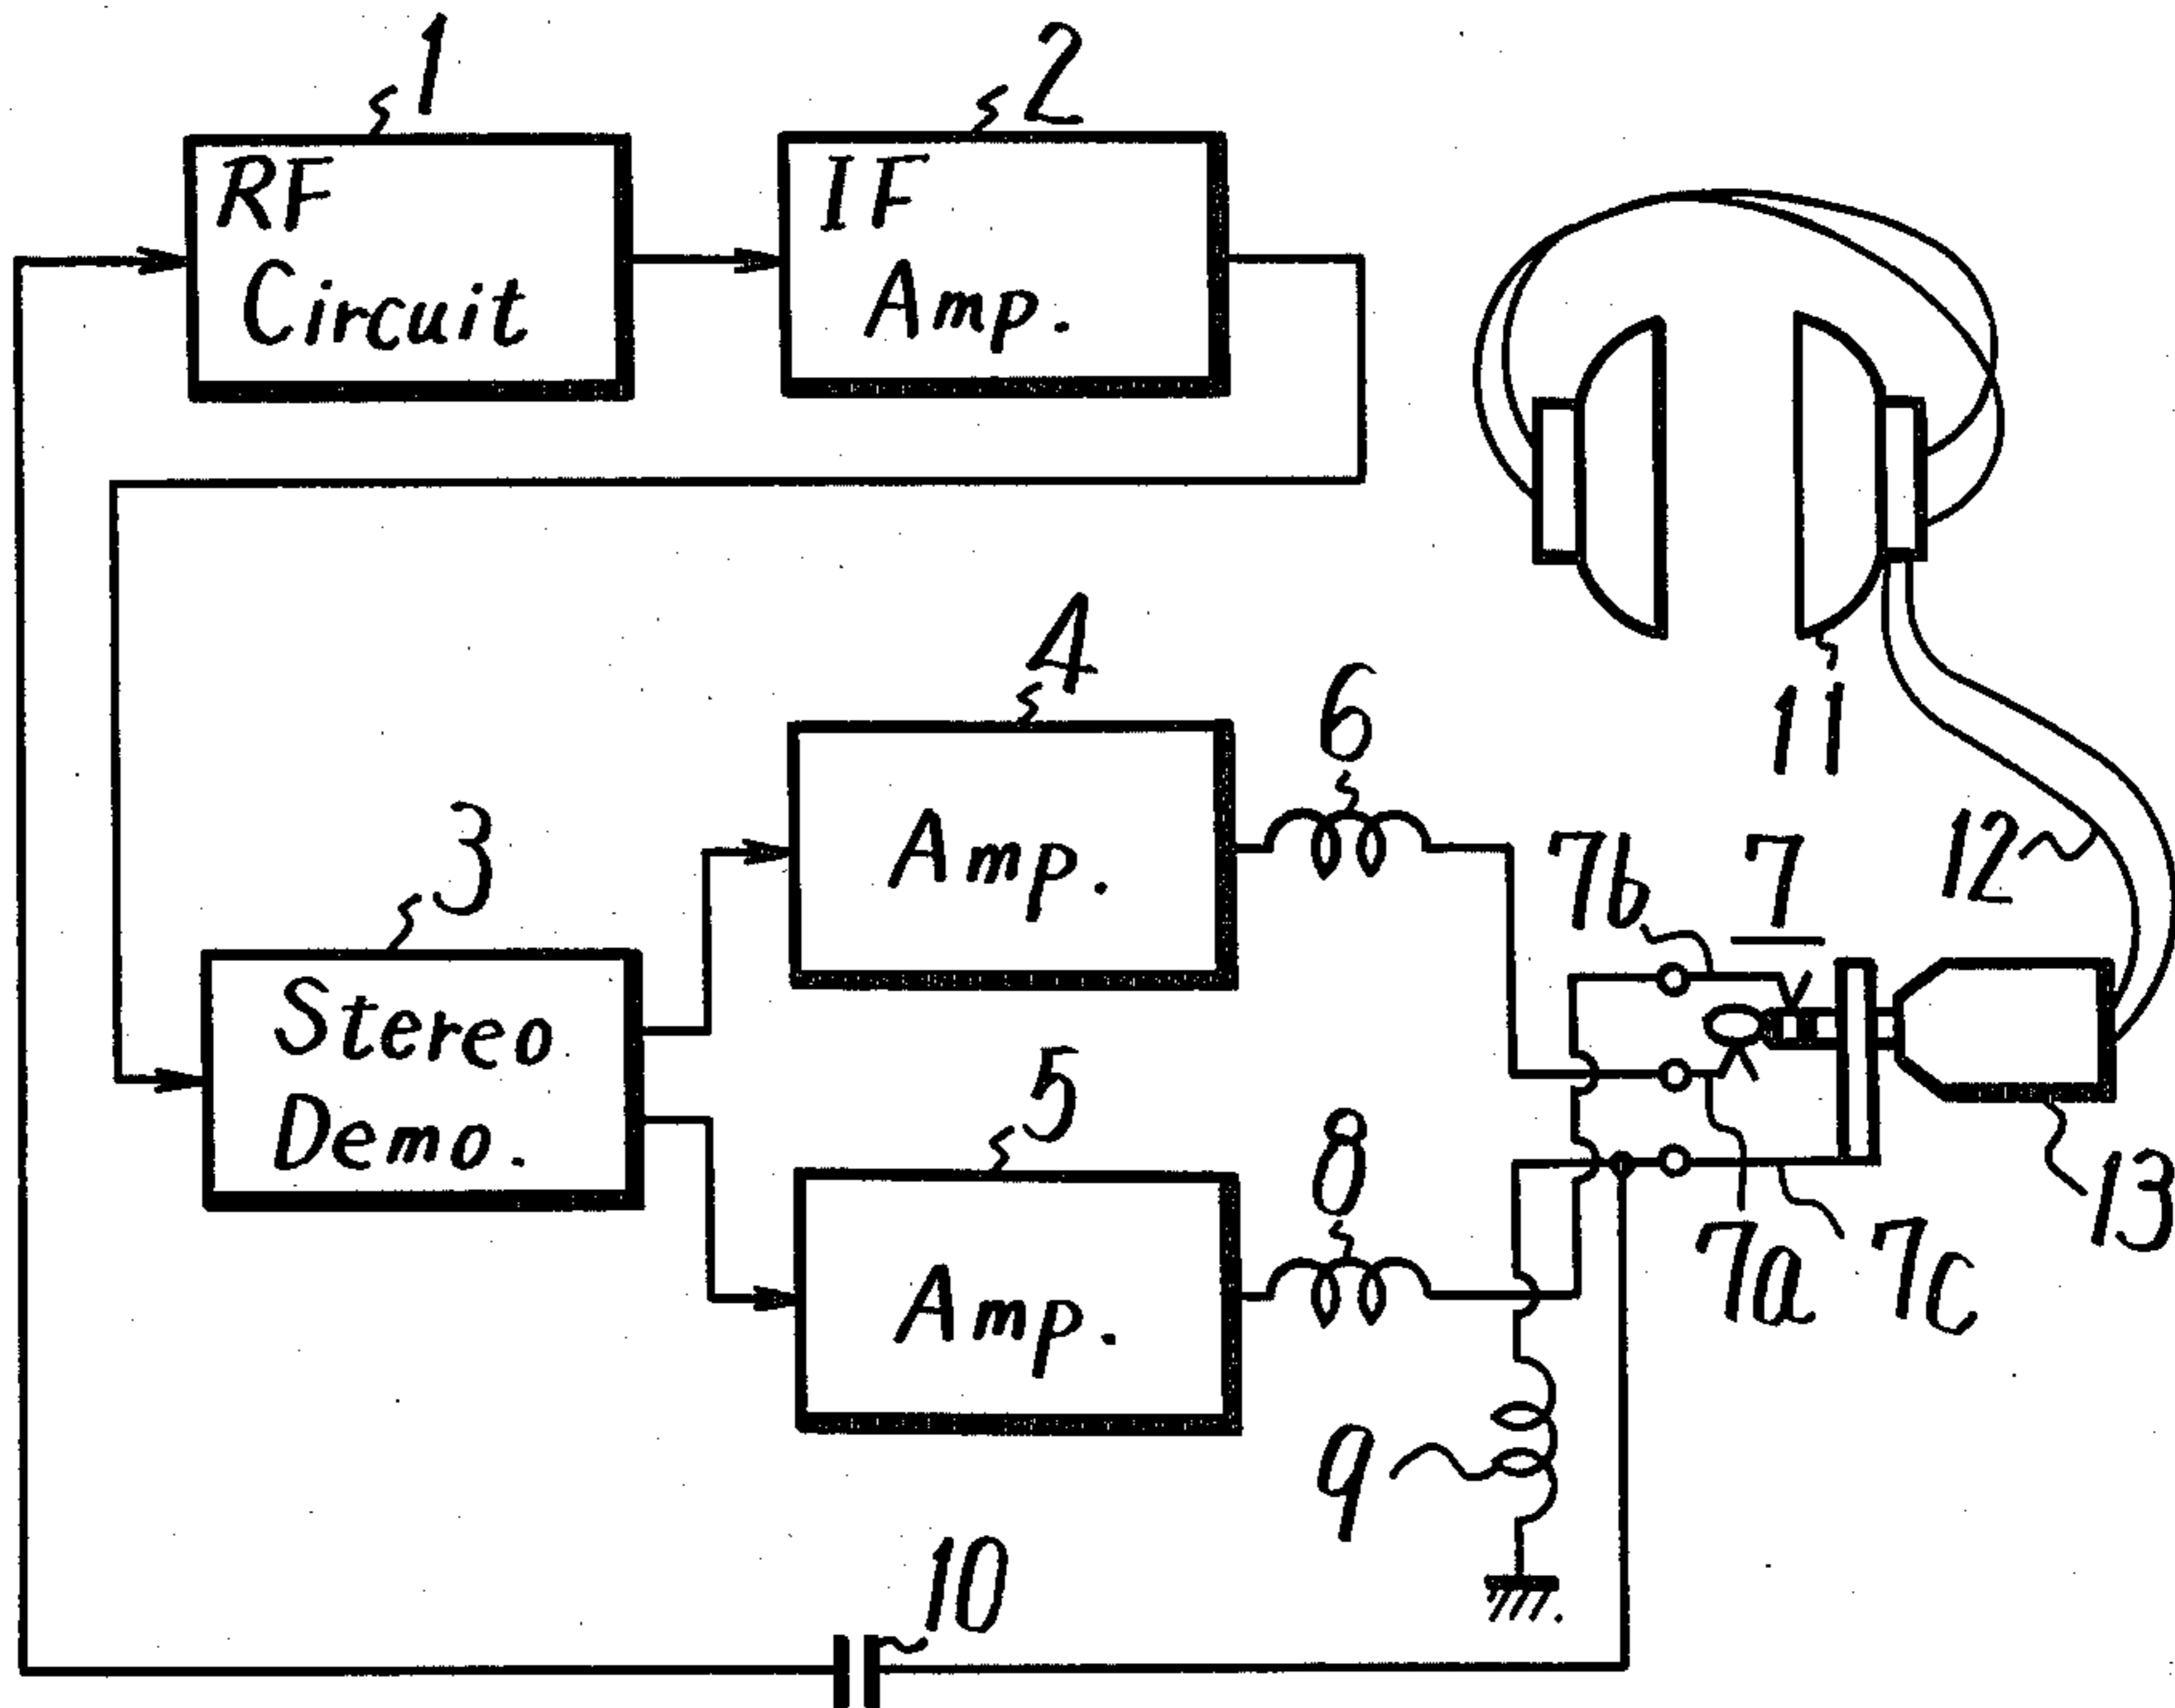 1
2
RF
Circuit
IF
Amp.
11
4
6
Amp.
3
7b
7
12
Stereo
Demo.
5
8
Amp.
13
7a
7c
9
10